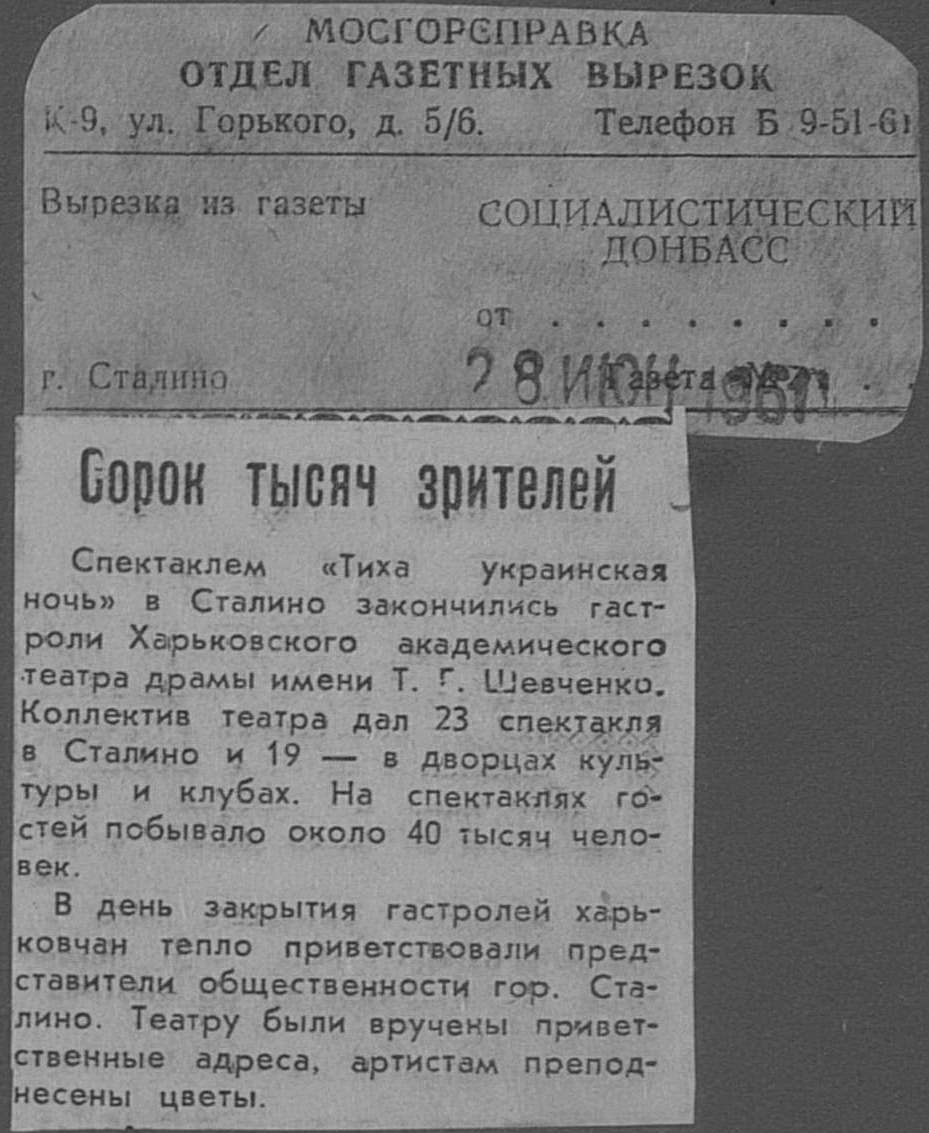 МОСГОРСПРАВКА
ОТДЕЛ ГАЗЕТНЫХ ВЫРЕЗОК
К-9, ул. Горького, д. 5/6. Телефон Б 9-51-61
Вырезка из газеты
СОЦИАЛИСТИЧЕСКИЙ
ДОНБАСС
от . . . . . . . .
г. Сталино
28 ИЮН 1961
Газета № . .
Сорок тысяч зрителей
Спектаклем «Тиха украинская
ночь» в Сталино закончились гаст-
роли Харьковского академического
театра драмы имени Т. Г. Шевченко.
Коллектив театра дал 23 спектакля
в Сталино и 19 — в дворцах куль-
туры и клубах. На спектаклях го-
стей побывало около 40 тысяч чело-
век.
В день закрытия гастролей харь-
ковчан тепло приветствовали пред-
ставители общественности гор. Ста-
лино. Театру были вручены привет-
ственные адреса, артистам препод-
несены цветы.